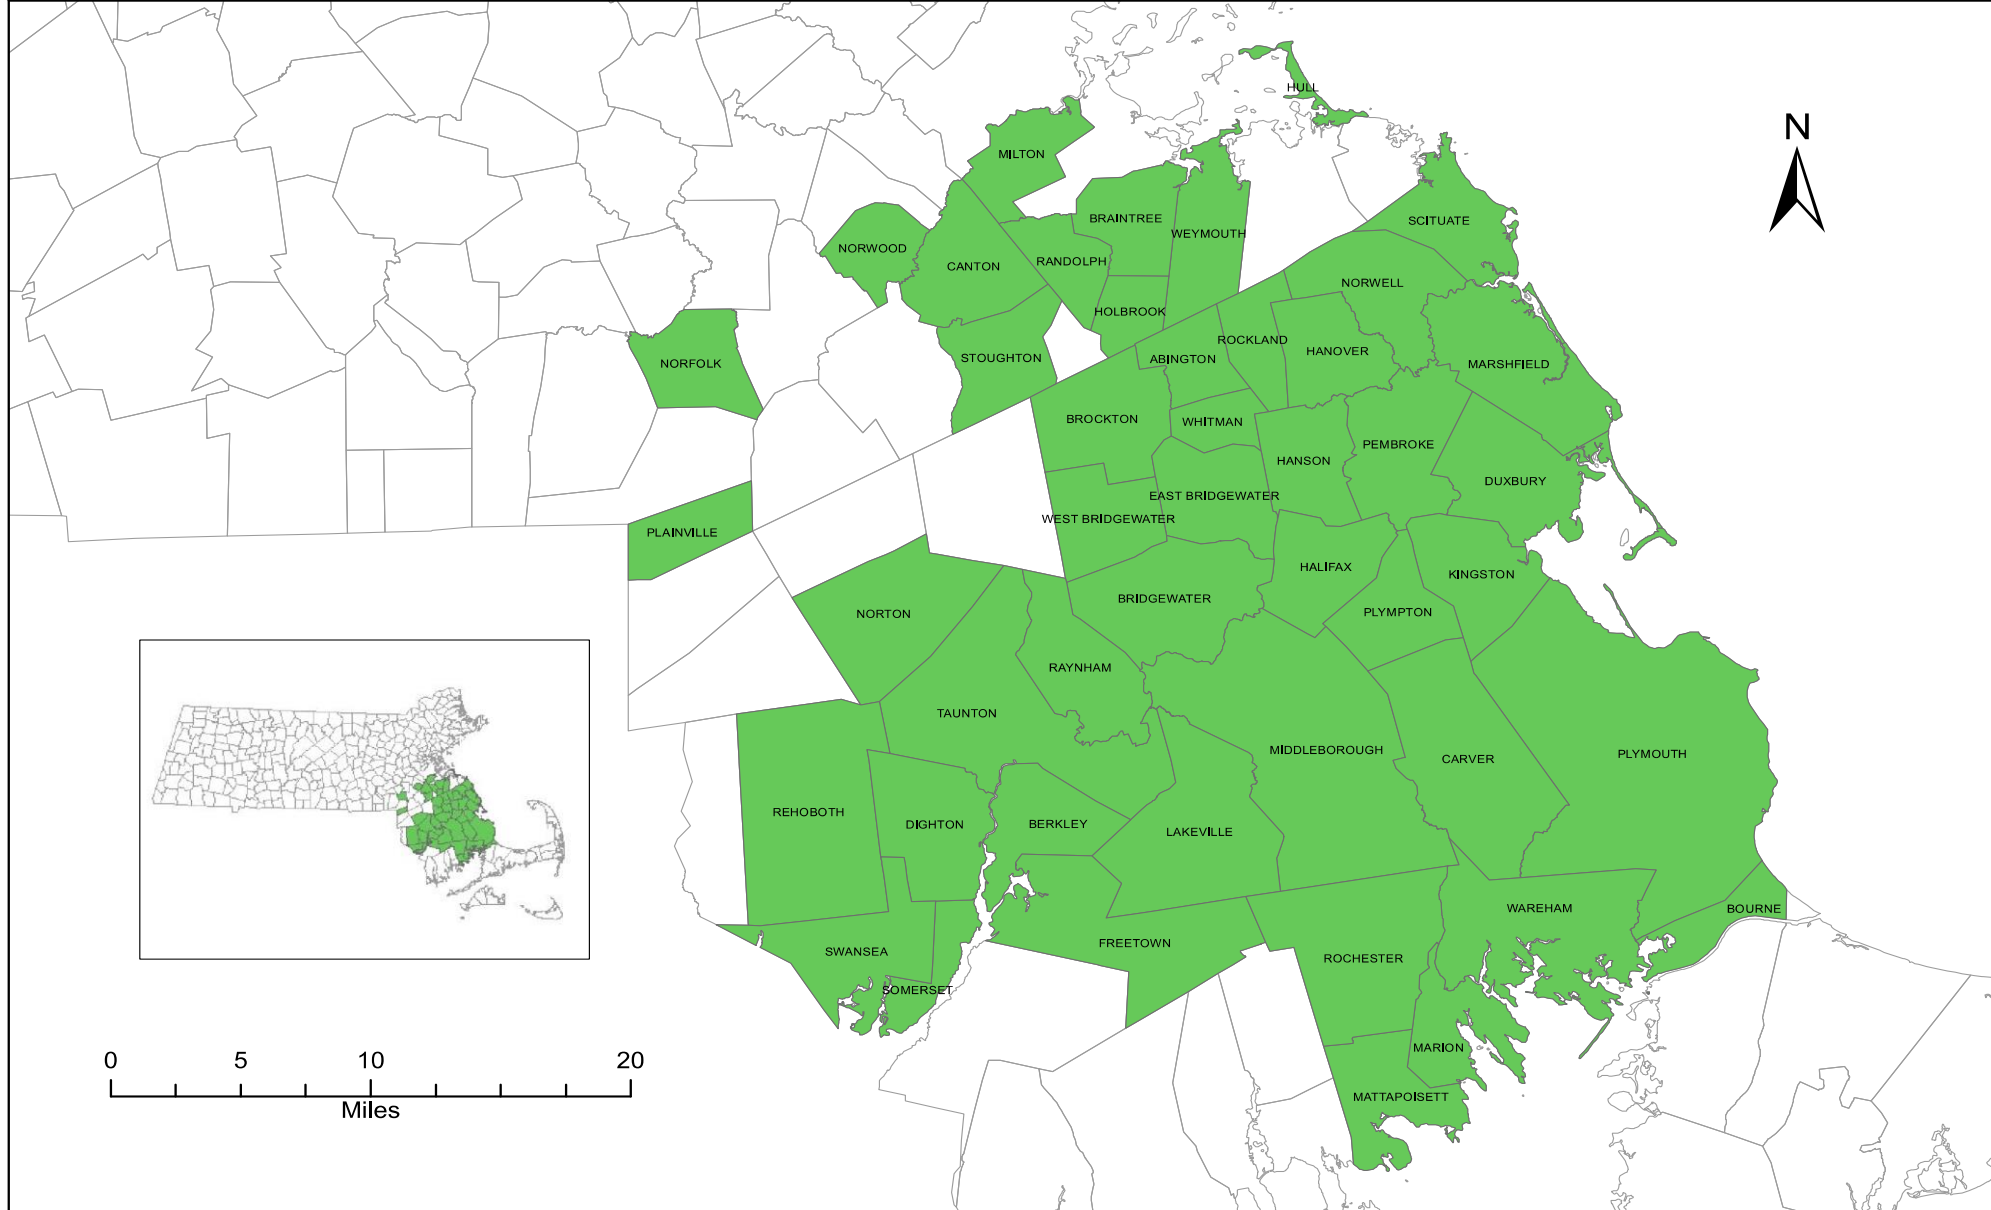 HULL
N
MILTON
SCITUATE
BRAINTREE
WEYMOUTH
NORWOOD
RANDOLPH
CANTON
NORWELL
HOLBROOK
ROCKLAND
HANOVER
STOUGHTON
ABINGTON
NORFOLK
MARSHFIELD
BROCKTON
WHITMAN
PEMBROKE
HANSON
DUXBURY
EAST BRIDGEWATER
WEST BRIDGEWATER
PLAINVILLE
HALIFAX
KINGSTON
BRIDGEWATER
NORTON
PLYMPTON
RAYNHAM
TAUNTON
MIDDLEBOROUGH
PLYMOUTH
CARVER
REHOBOTH
DIGHTON
BERKLEY
LAKEVILLE
WAREHAM
BOURNE
FREETOWN
SWANSEA
ROCHESTER
SOMERSET
MARION
MATTAPOISETT
0 5 10 20
Miles